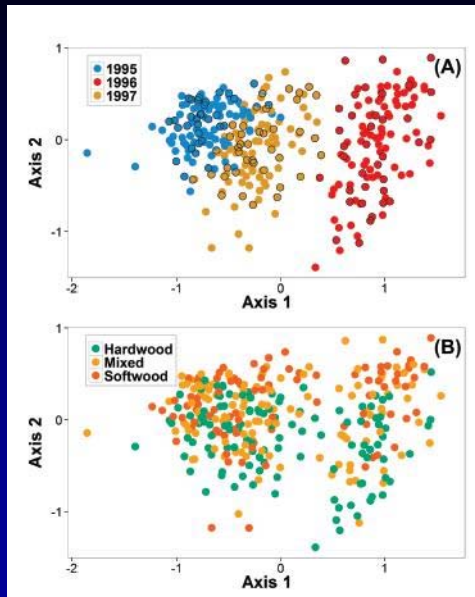 (A)
1995
1996
1997
1
0
-1
Axis 2
-2
-1
0
1
Axis 1
(B)
Hardwood
Mixed
Softwood
1
0
-1
Axis 2
-2
-1
0
1
Axis 1